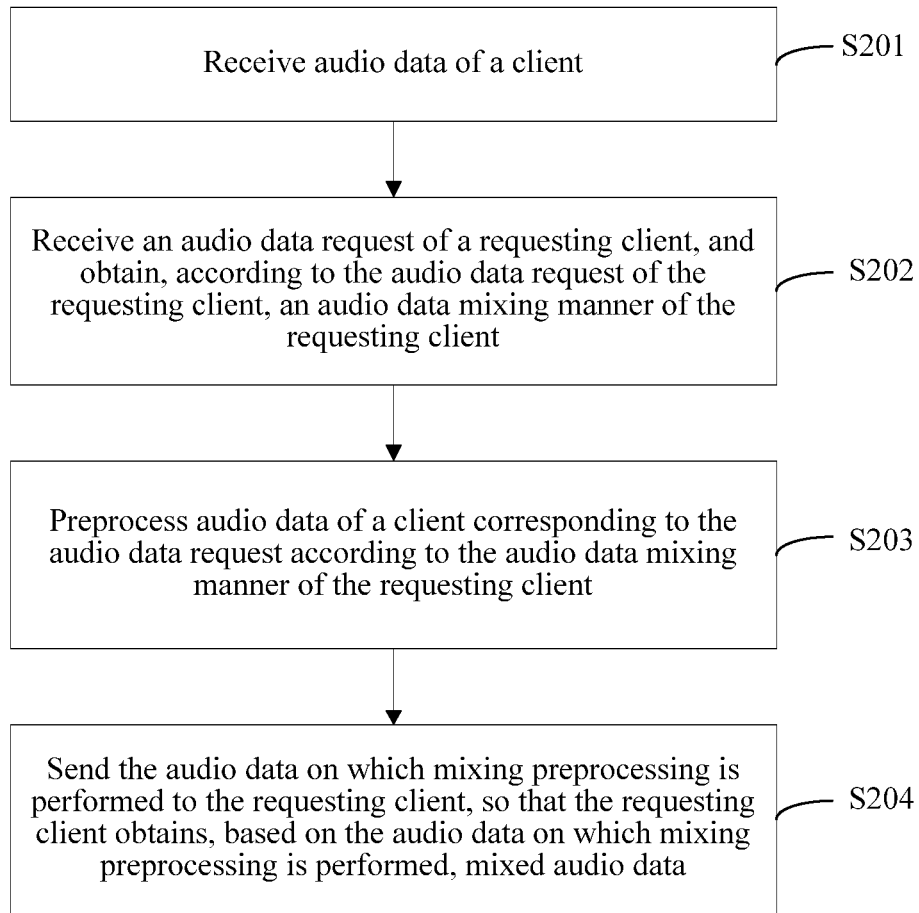 Receive audio data of a client
S201
Receive an audio data request of a requesting client, and
obtain, according to the audio data request of the
requesting client, an audio data mixing manner of the
requesting client
S202
Preprocess audio data of a client corresponding to the
audio data request according to the audio data mixing
manner of the requesting client
S203
Send the audio data on which mixing preprocessing is
performed to the requesting client, so that the requesting
client obtains, based on the audio data on which mixing
preprocessing is performed, mixed audio data
S204